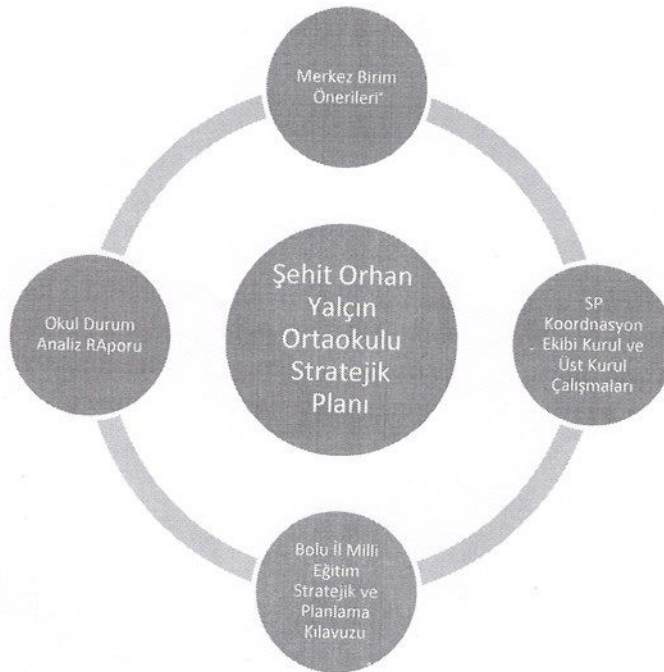 Merkez Birim
Önerileri"
Şehit Orhan
Yalçın
Ortaokulu
Stratejik
Planı
Okul Durum
Analiz RAporu
SP
Koordnasyon
Ekibi Kurul ve
Üst Kurul
Çalışmaları
Bolu İl Milli
Eğitim
Stratejik ve
Planlama
Kılavuzu